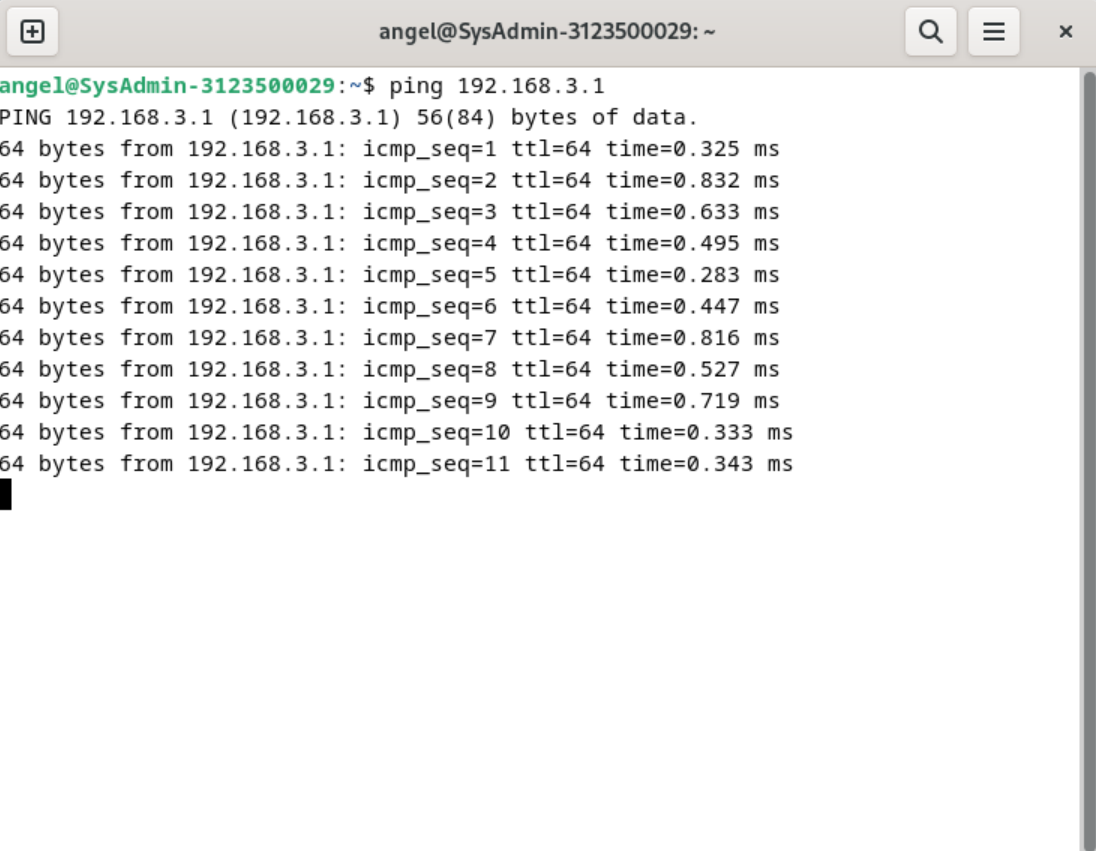 angel@SysAdmin-3123500029: ~
angel@SysAdmin-3123500029:~$ ping 192.168.3.1
PING 192.168.3.1 (192.168.3.1) 56(84) bytes of data.
64 bytes from 192.168.3.1: icmp_seq=1 ttl=64 time=0.325 ms
64 bytes from 192.168.3.1: icmp_seq=2 ttl=64 time=0.832 ms
64 bytes from 192.168.3.1: icmp_seq=3 ttl=64 time=0.633 ms
64 bytes from 192.168.3.1: icmp_seq=4 ttl=64 time=0.495 ms
64 bytes from 192.168.3.1: icmp_seq=5 ttl=64 time=0.283 ms
64 bytes from 192.168.3.1: icmp_seq=6 ttl=64 time=0.447 ms
64 bytes from 192.168.3.1: icmp_seq=7 ttl=64 time=0.816 ms
64 bytes from 192.168.3.1: icmp_seq=8 ttl=64 time=0.527 ms
64 bytes from 192.168.3.1: icmp_seq=9 ttl=64 time=0.719 ms
64 bytes from 192.168.3.1: icmp_seq=10 ttl=64 time=0.333 ms
64 bytes from 192.168.3.1: icmp_seq=11 ttl=64 time=0.343 ms